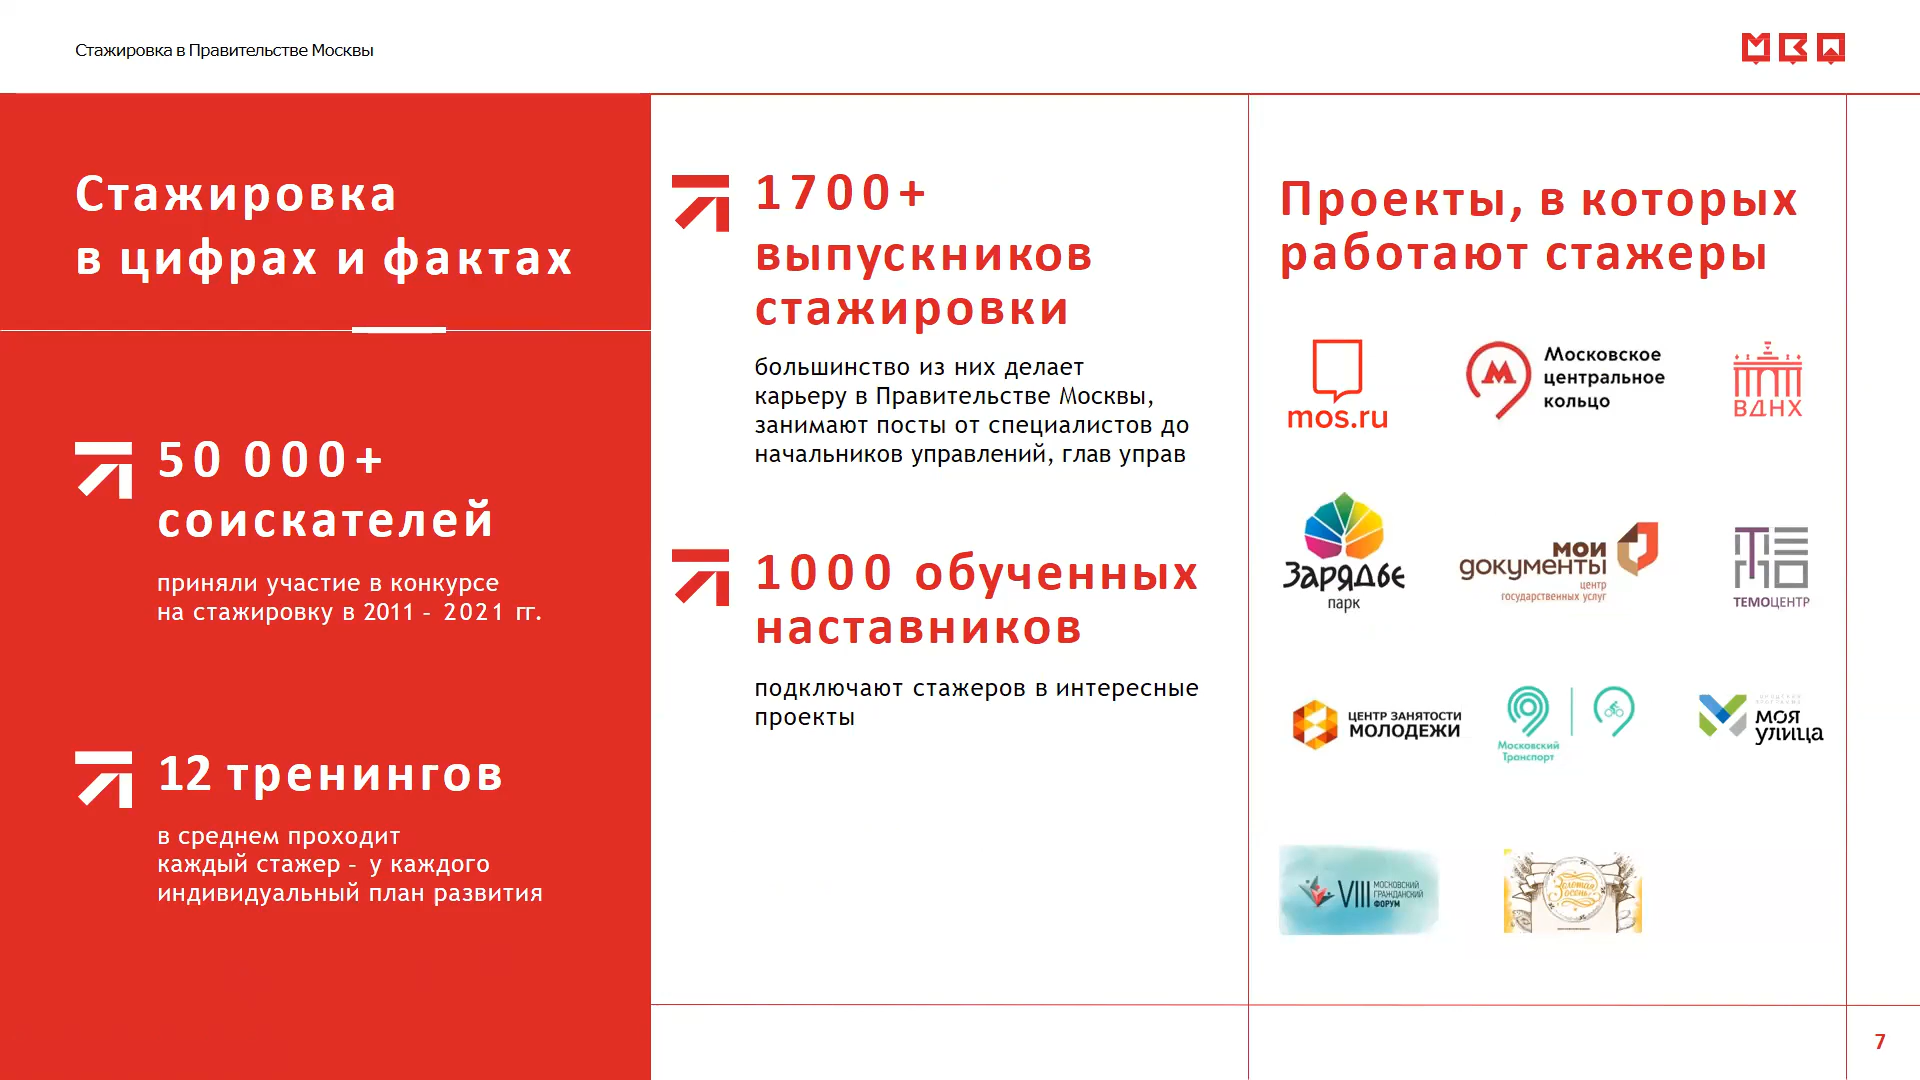 Стажировка в Правительстве Москвы
Стажировка
в цифрах и фактах
50 000+
соискателей
приняли участие в конкурсе
на стажировку в 2011 - 2021 гг.
12 тренингов
в среднем проходит
каждый стажер - у каждого
индивидуальный план развития
1700+
выпускников
стажировки
большинство из них делает
карьеру в Правительстве Москвы,
занимают посты от специалистов до
начальников управлений, глав управ
1000 обученных
наставников
подключают стажеров в интересные
проекты
Проекты, в которых
работают стажеры
mos.ru
Московское
центральное
кольцо
ВДНХ
Зарядье
парк
мои
документы
центр
государственных услуг
ТЕМОЦЕНТР
ЦЕНТР ЗАНЯТОСТИ
МОЛОДЕЖИ
Московский
Транспорт
моя
улица
VIII МОСКОВСКИЙ
ГРАЖДАНСКИЙ
ФОРУМ
Золотая
осень
7